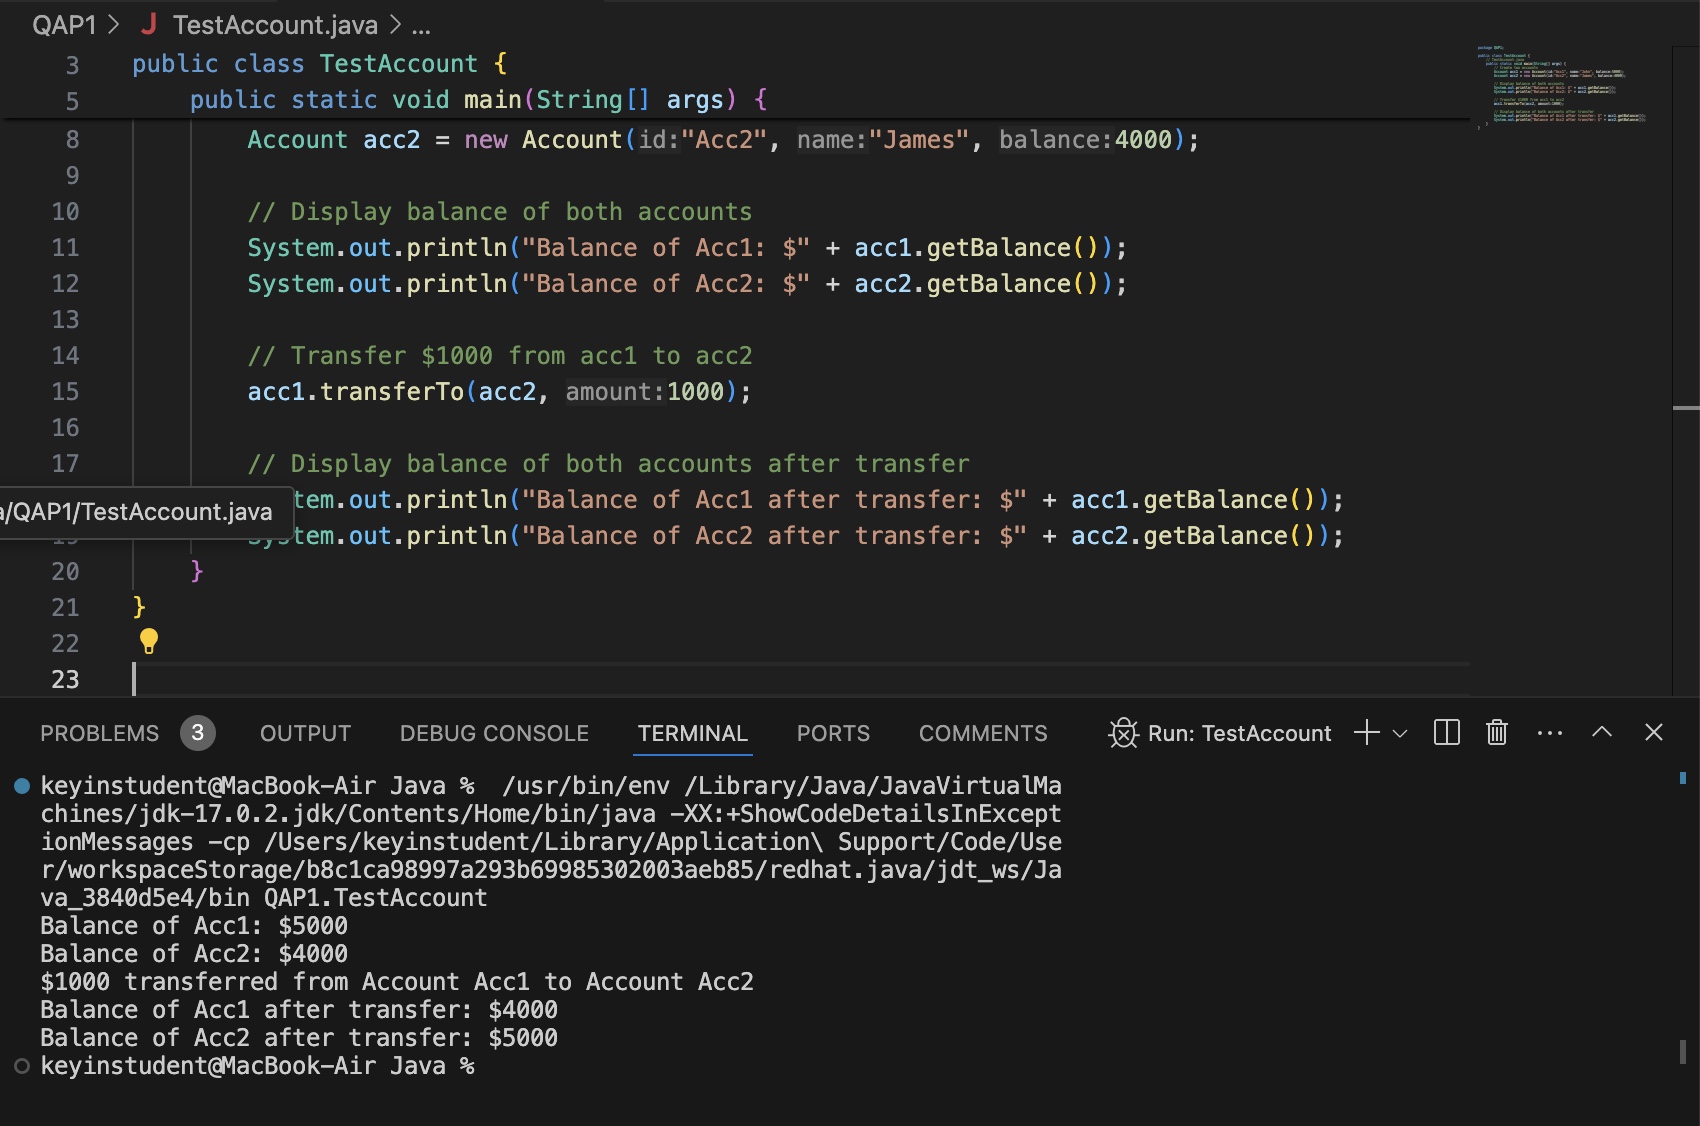 QAP1 > J TestAccount.java > ...
3 public class TestAccount {
5 public static void main(String[] args) {
8 Account acc2 = new Account(id:"Acc2", name:"James", balance:4000);
9
10 // Display balance of both accounts
11 System.out.println("Balance of Acc1: $" + acc1.getBalance());
12 System.out.println("Balance of Acc2: $" + acc2.getBalance());
13
14 // Transfer $1000 from acc1 to acc2
15 acc1.transferTo(acc2, amount:1000);
16
17 // Display balance of both accounts after transfer
tem.out.println("Balance of Acc1 after transfer: $" + acc1.getBalance());
a/QAP1/TestAccount.java
19 System.out.println("Balance of Acc2 after transfer: $" + acc2.getBalance());
20 }
21 }
22
23
PROBLEMS 3 OUTPUT DEBUG CONSOLE TERMINAL PORTS COMMENTS Run: TestAccount
keyinstudent@MacBook-Air Java % /usr/bin/env /Library/Java/JavaVirtualMa
chines/jdk-17.0.2.jdk/Contents/Home/bin/java -XX:+ShowCodeDetailsInExcept
ionMessages -cp /Users/keyinstudent/Library/Application\ Support/Code/Use
r/workspaceStorage/b8c1ca98997a293b69985302003aeb85/redhat.java/jdt_ws/Ja
va_3840d5e4/bin QAP1.TestAccount
Balance of Acc1: $5000
Balance of Acc2: $4000
$1000 transferred from Account Acc1 to Account Acc2
Balance of Acc1 after transfer: $4000
Balance of Acc2 after transfer: $5000
keyinstudent@MacBook-Air Java %